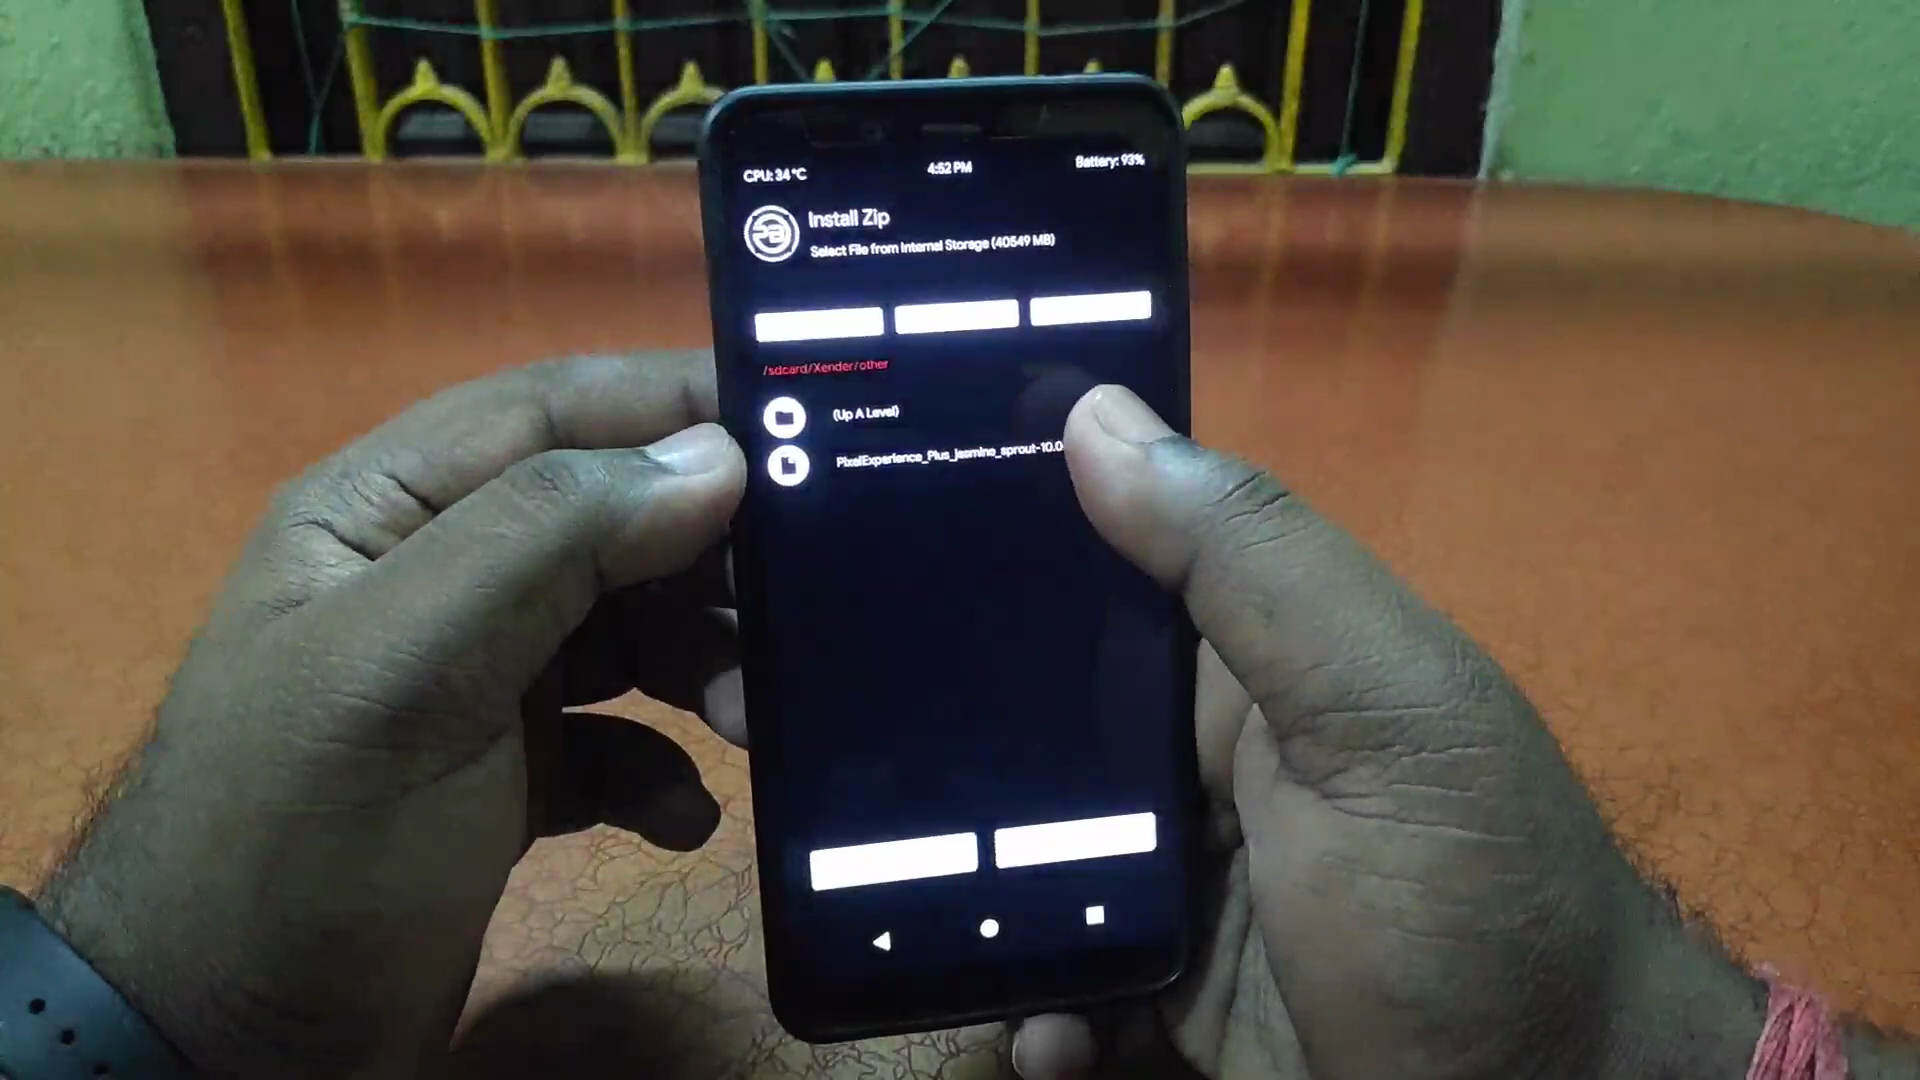 CPU: 34 °C
4:52 PM
Battery: 93%
PB
Install Zip
Select File from Internal Storage (40549 MB)
/sdcard/Xender/other
(Up A Level)
PixelExperience_Plus_jasmine_sprout-10.0